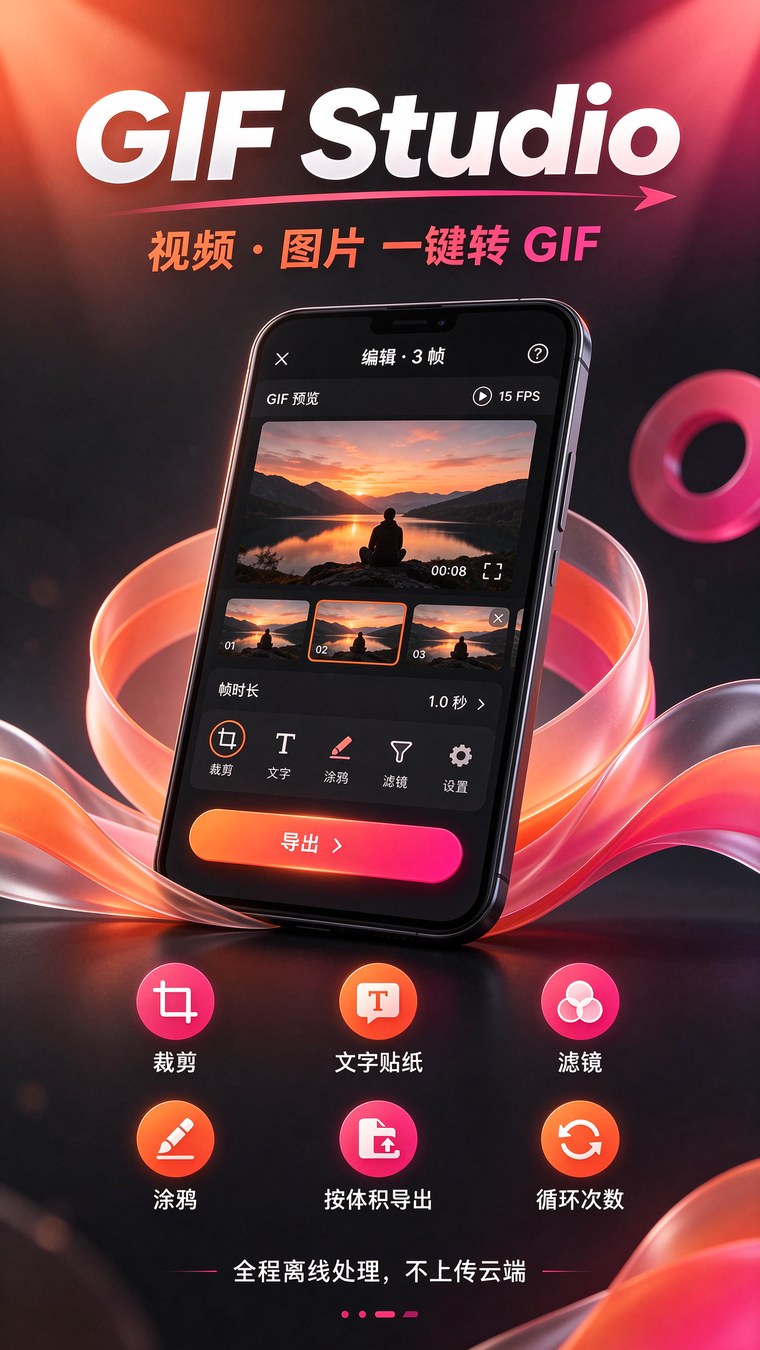 GIF Studio
视频·图片 一键转 GIF
编辑·3 帧
GIF 预览
15 FPS
00:08
01
02
03
帧时长
1.0 秒
裁剪
文字
涂鸦
滤镜
设置
导出
裁剪
文字贴纸
滤镜
涂鸦
按体积导出
循环次数
全程离线处理，不上传云端